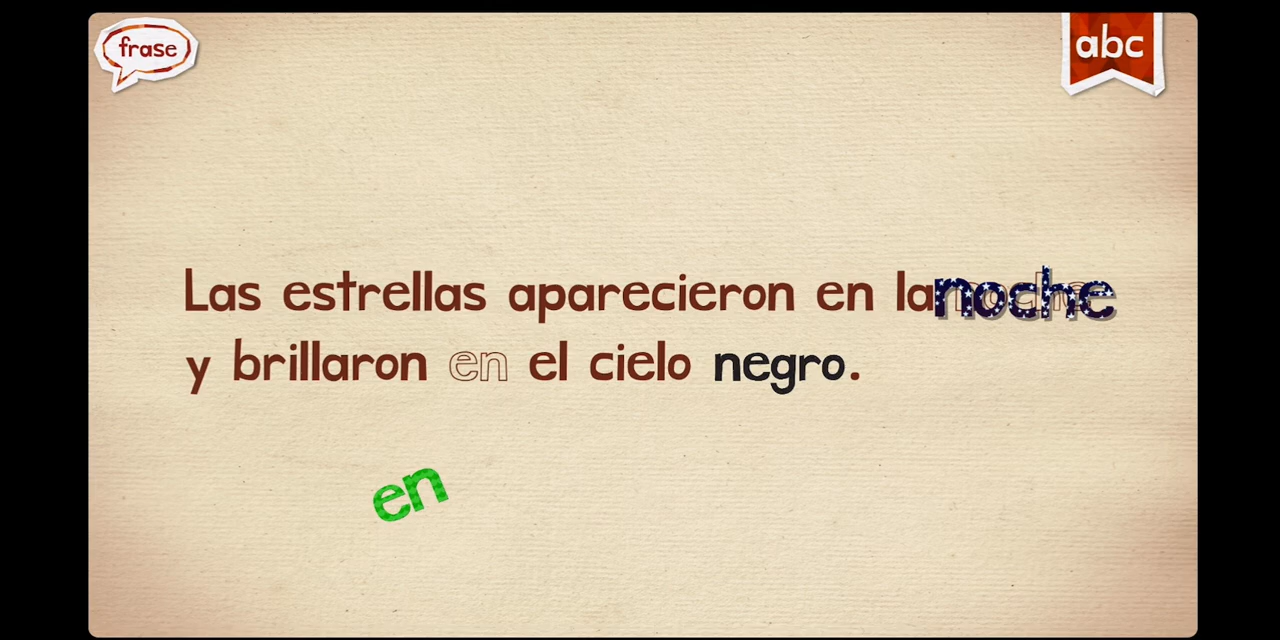 frase
abc
Las estrellas aparecieron en la noche
y brillaron en el cielo negro.
en